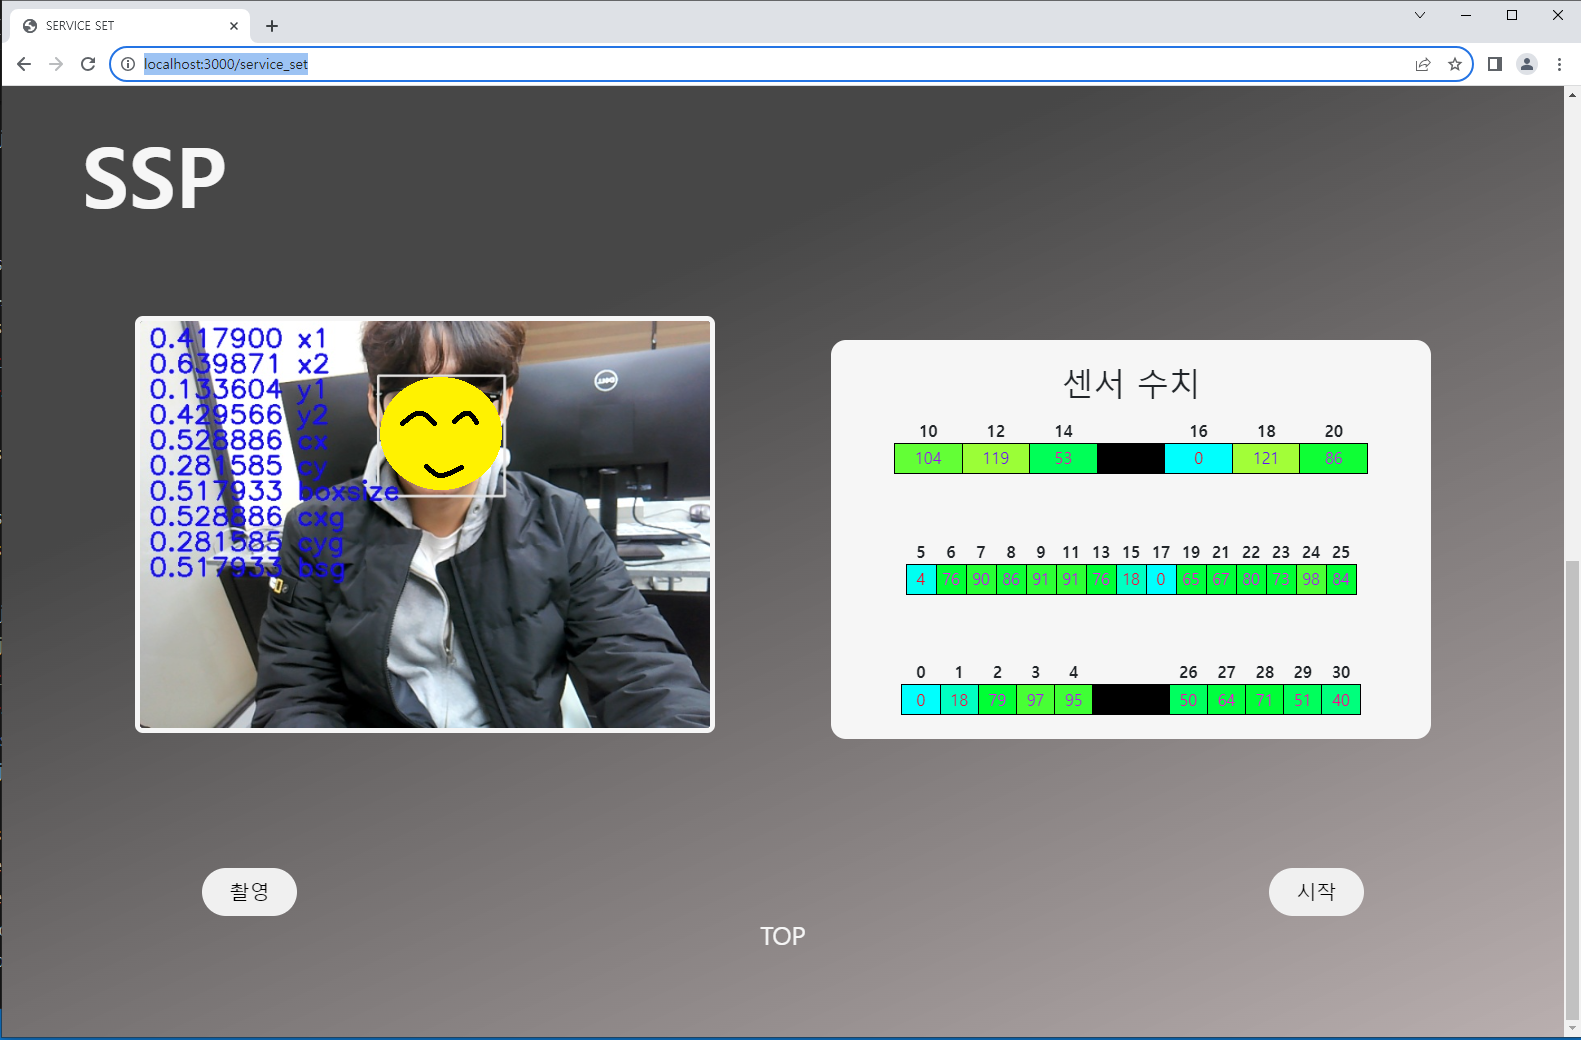 SERVICE SET
localhost:3000/service_set
SSP
0.417900 x1
0.639871 x2
0.133604 y1
0.429566 y2
0.528886 cx
0.281585 cy
0.517933 boxsize
0.528886 cxg
0.281585 cyg
0.517933 bsg
DELL
센서 수치
10 12 14 16 18 20
104 119 53 0 121 86
5 6 7 8 9 11 13 15 17 19 21 22 23 24 25
4 76 90 86 91 91 76 18 0 65 67 80 73 98 84
0 1 2 3 4 26 27 28 29 30
0 18 79 97 95 50 64 71 51 40
촬영
시작
TOP